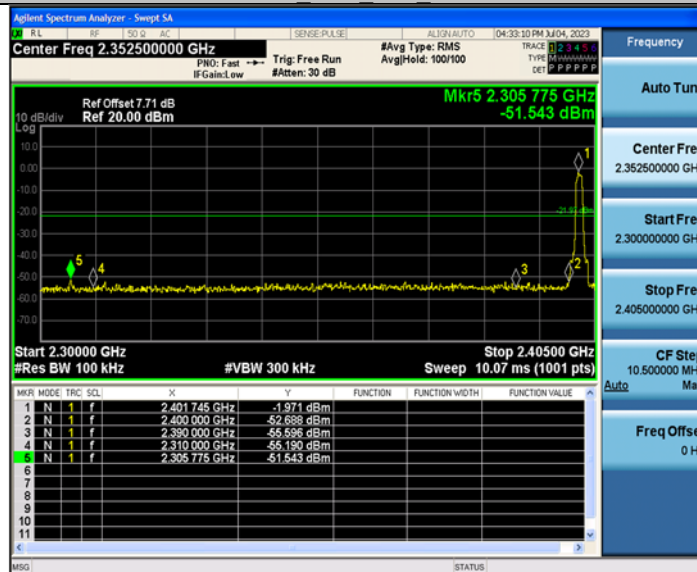 Agilent Spectrum Analyzer - Swept SA
RL RF 50 Ω AC SENSE:PULSE ALIGN AUTO 04:33:10 PM Jul 04, 2023
Center Freq 2.352500000 GHz
PNO: Fast
IFGain:Low
Trig: Free Run
#Atten: 30 dB
#Avg Type: RMS
Avg|Hold: 100/100
TRACE 1 2 3 4 5 6
TYPE M W W W W W
DET P P P P P P
Mkr5 2.305 775 GHz
-51.543 dBm
Ref Offset 7.71 dB
10 dB/div Ref 20.00 dBm
Log
10.0
0.00
-10.0
-20.0
-30.0
-40.0
-50.0
-60.0
-70.0
1
2
3
4
5
Start 2.30000 GHz Stop 2.40500 GHz
#Res BW 100 kHz #VBW 300 kHz Sweep 10.07 ms (1001 pts)
MKR MODE TRC SCL X Y FUNCTION FUNCTION WIDTH FUNCTION VALUE
1 N 1 f 2.401 745 GHz -1.971 dBm
2 N 1 f 2.400 000 GHz -52.688 dBm
3 N 1 f 2.390 000 GHz -55.596 dBm
4 N 1 f 2.310 000 GHz -55.190 dBm
5 N 1 f 2.305 775 GHz -51.543 dBm
6
7
8
9
10
11
MSG STATUS
Frequency
Auto Tun
Center Fre
2.352500000 GH
Start Fre
2.300000000 GH
Stop Fre
2.405000000 GH
CF Ste
10.500000 MH
Auto Ma
Freq Offse
0 H